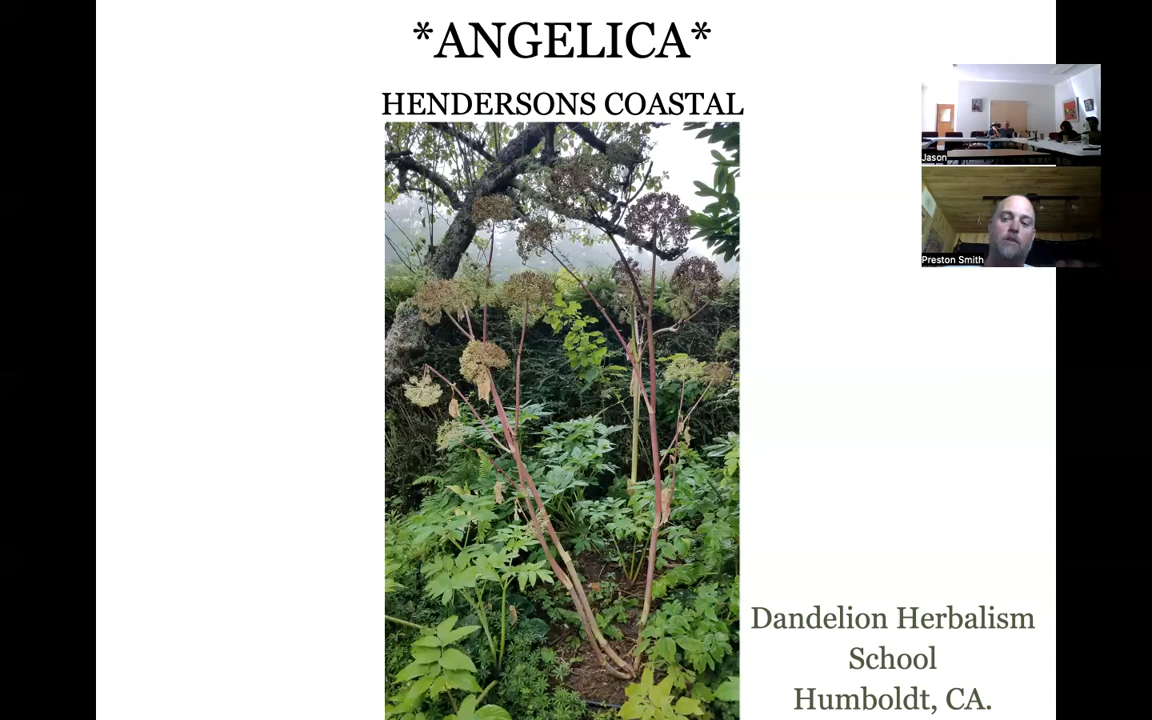 *ANGELICA*
HENDERSONS COASTAL
Jason
Preston Smith
Dandelion Herbalism
School
Humboldt, CA.